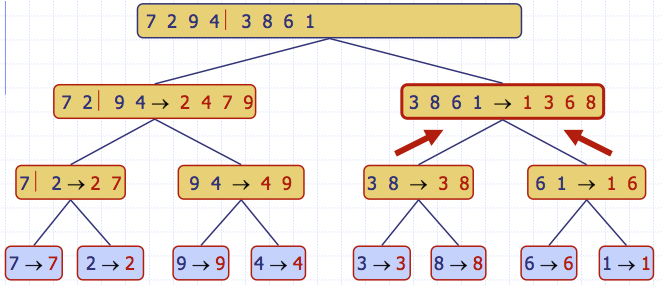 7 2 9 4| 3 8 6 1
7 2| 9 4 → 2 4 7 9
3 8 6 1 → 1 3 6 8
7| 2 → 2 7
9 4 → 4 9
3 8 → 3 8
6 1 → 1 6
7 → 7
2 → 2
9 → 9
4 → 4
3 → 3
8 → 8
6 → 6
1 → 1